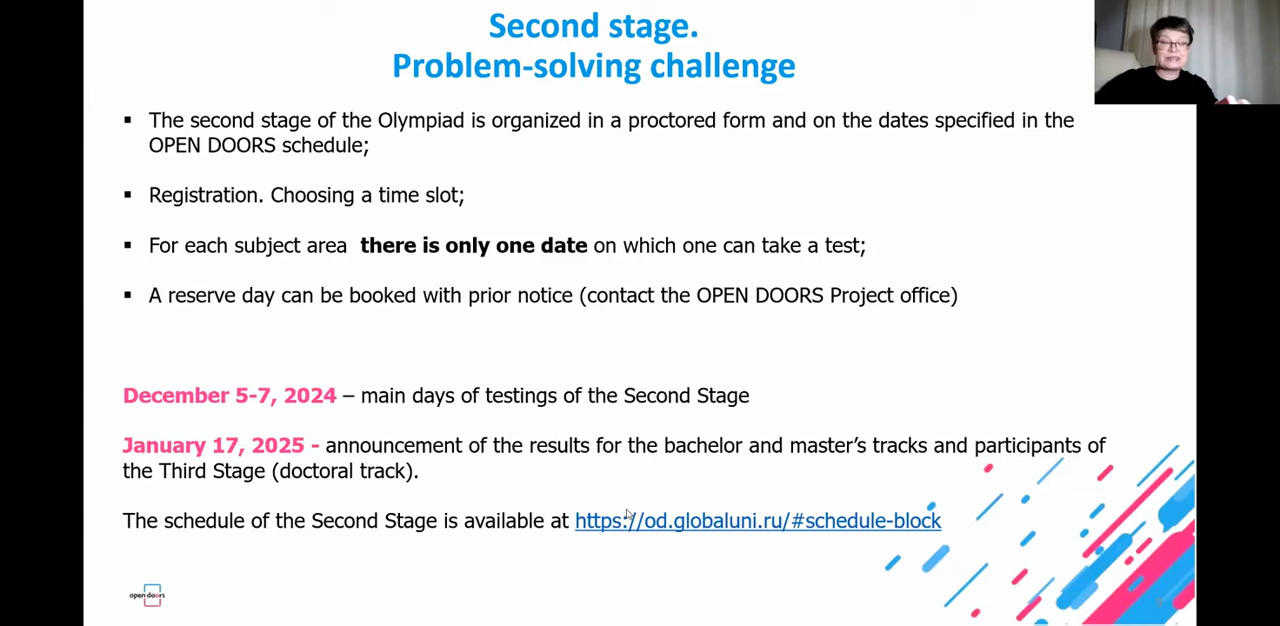 Second stage.
Problem-solving challenge
▪ The second stage of the Olympiad is organized in a proctored form and on the dates specified in the
OPEN DOORS schedule;
▪ Registration. Choosing a time slot;
▪ For each subject area there is only one date on which one can take a test;
▪ A reserve day can be booked with prior notice (contact the OPEN DOORS Project office)
December 5-7, 2024 – main days of testings of the Second Stage
January 17, 2025 - announcement of the results for the bachelor and master’s tracks and participants of
the Third Stage (doctoral track).
The schedule of the Second Stage is available at https://od.globaluni.ru/#schedule-block
open doors